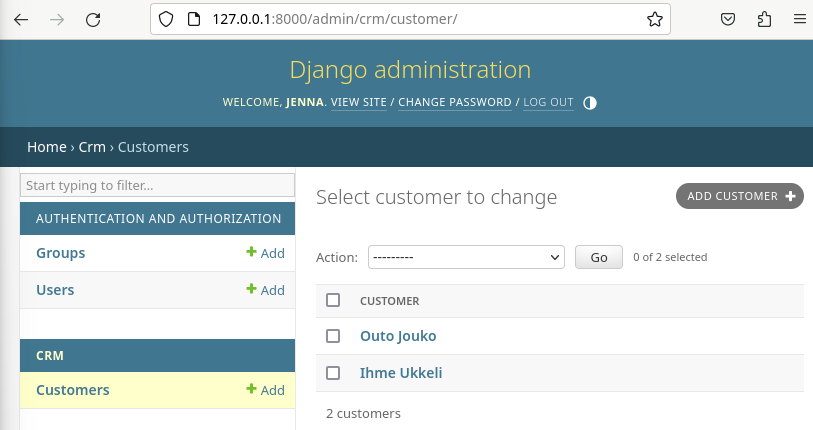 127.0.0.1:8000/admin/crm/customer/
Django administration
WELCOME, JENNA. VIEW SITE / CHANGE PASSWORD / LOG OUT
Home › Crm › Customers
Start typing to filter...
AUTHENTICATION AND AUTHORIZATION
Groups + Add
Users + Add
CRM
Customers + Add
Select customer to change
ADD CUSTOMER +
Action: --------- Go 0 of 2 selected
CUSTOMER
Outo Jouko
Ihme Ukkeli
2 customers